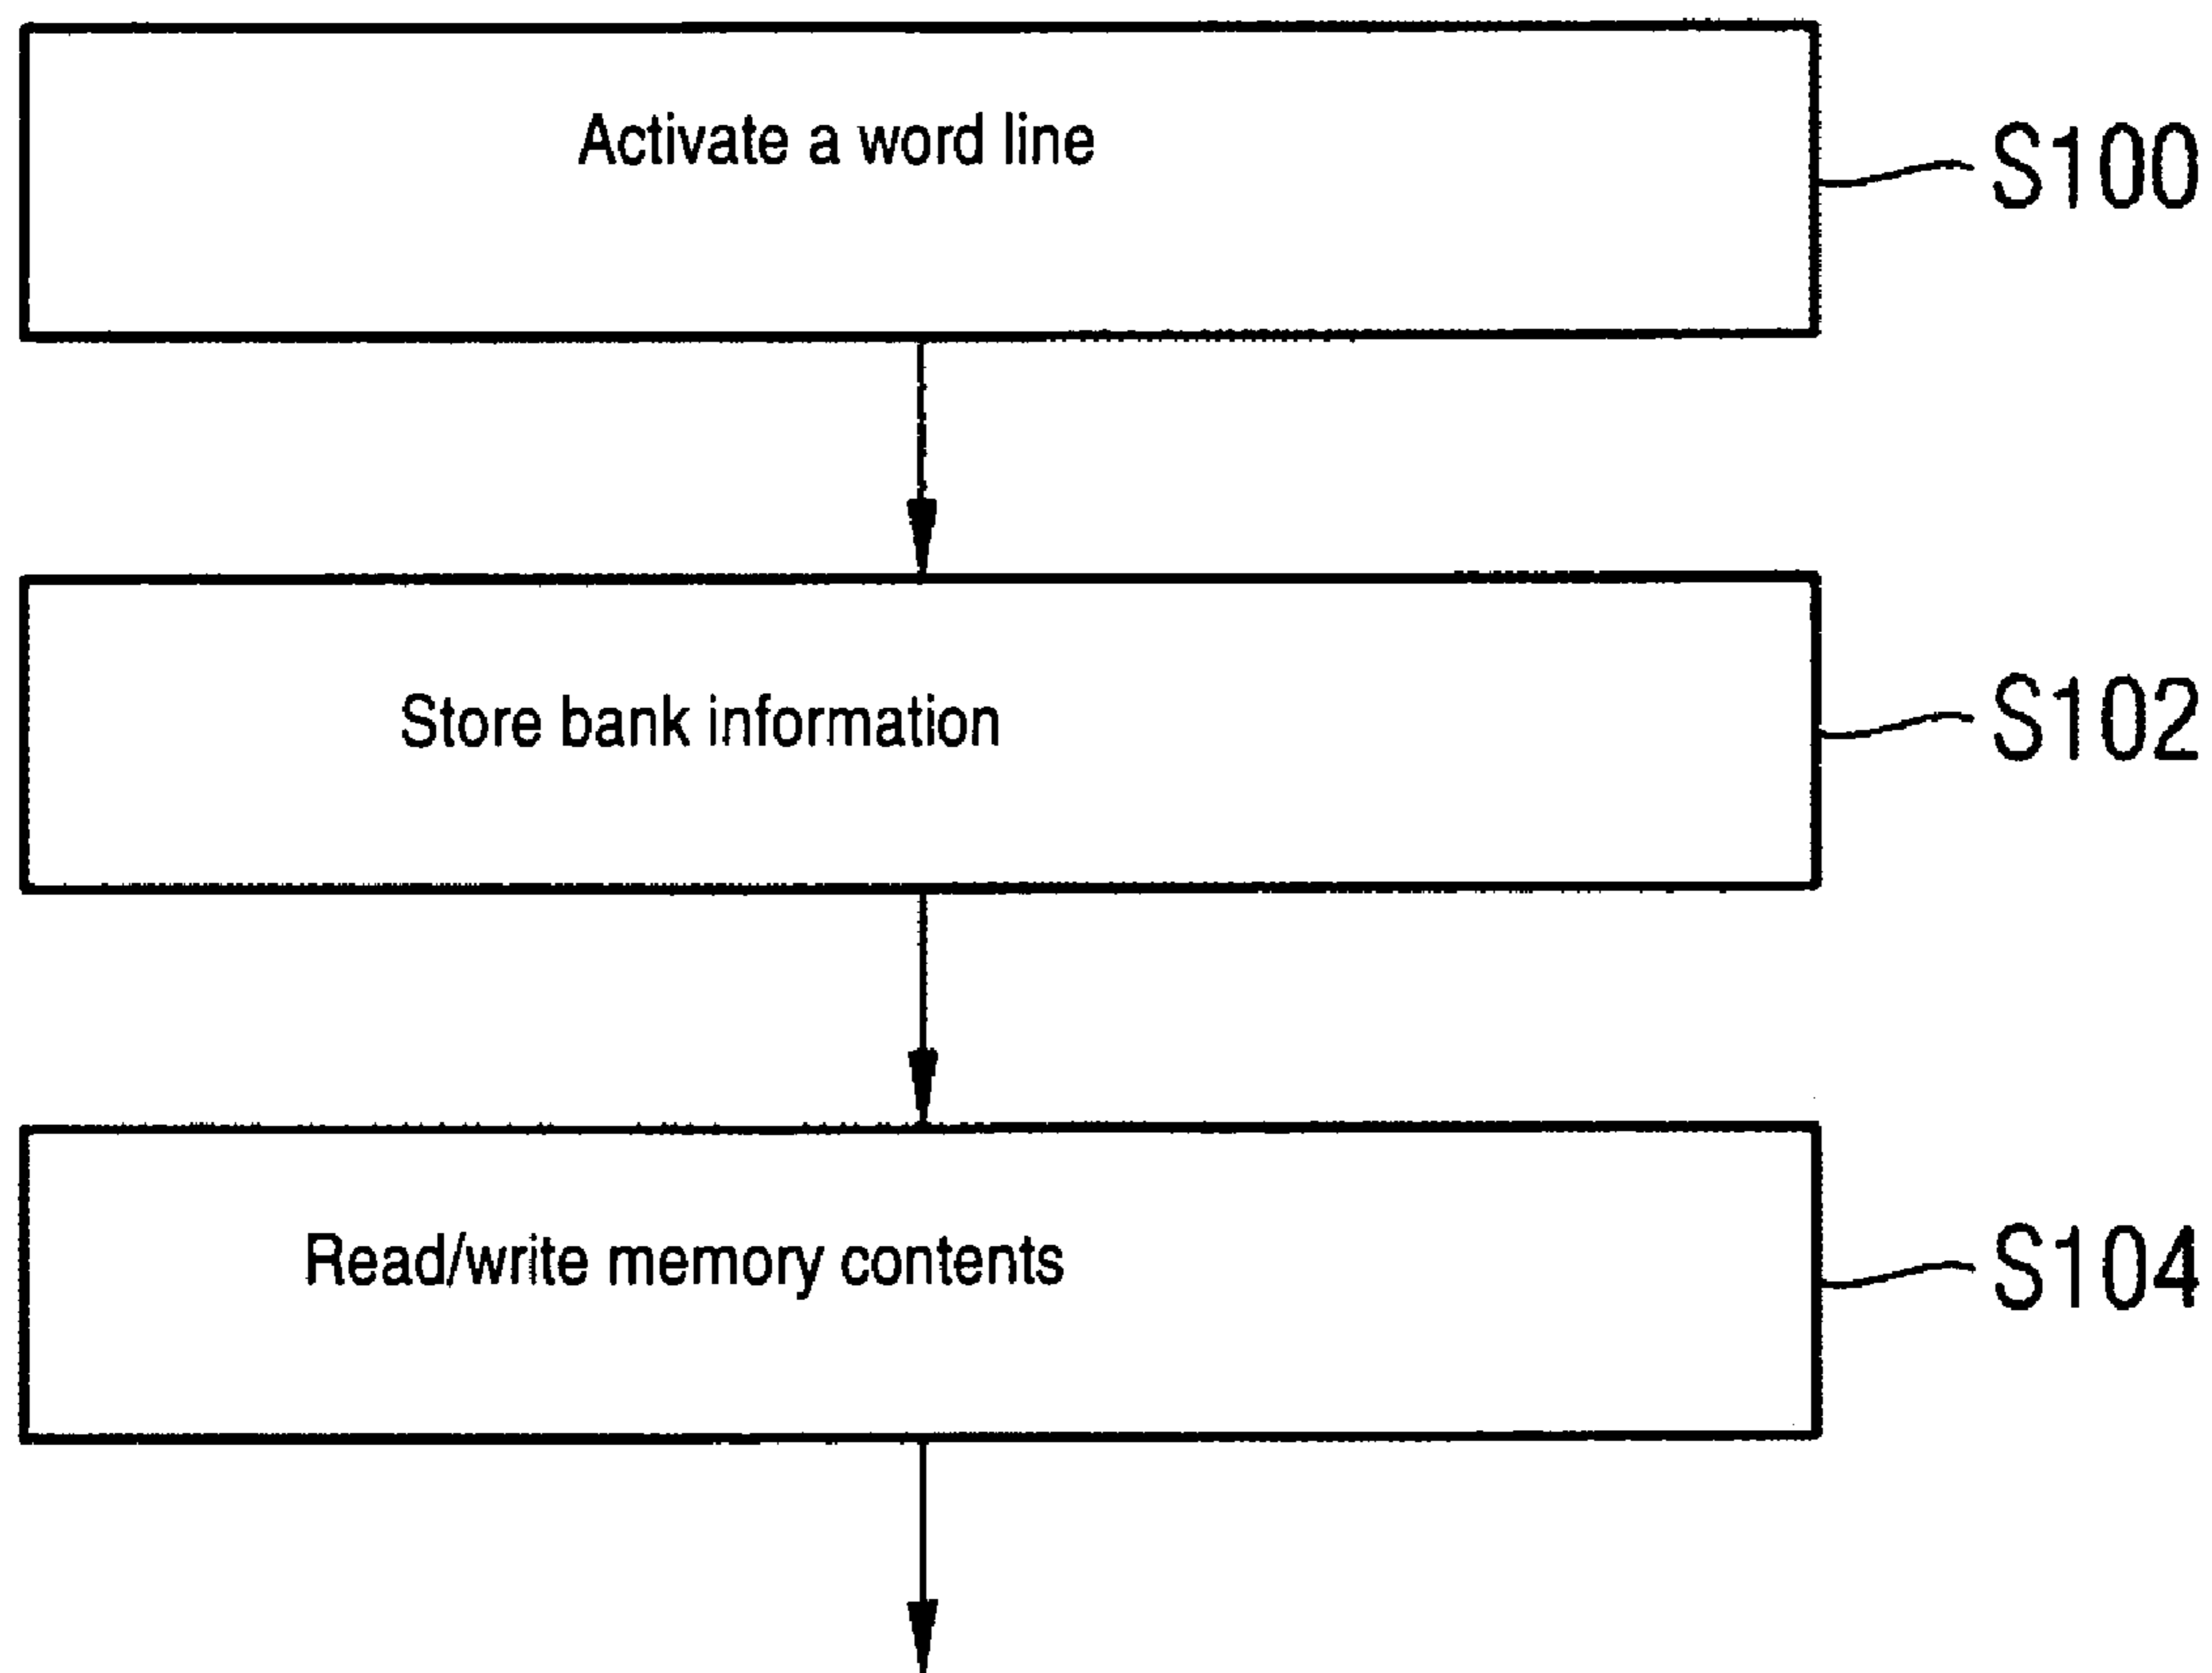 Activate a word line
S100
Store bank information
S102
Read/write memory contents
S104